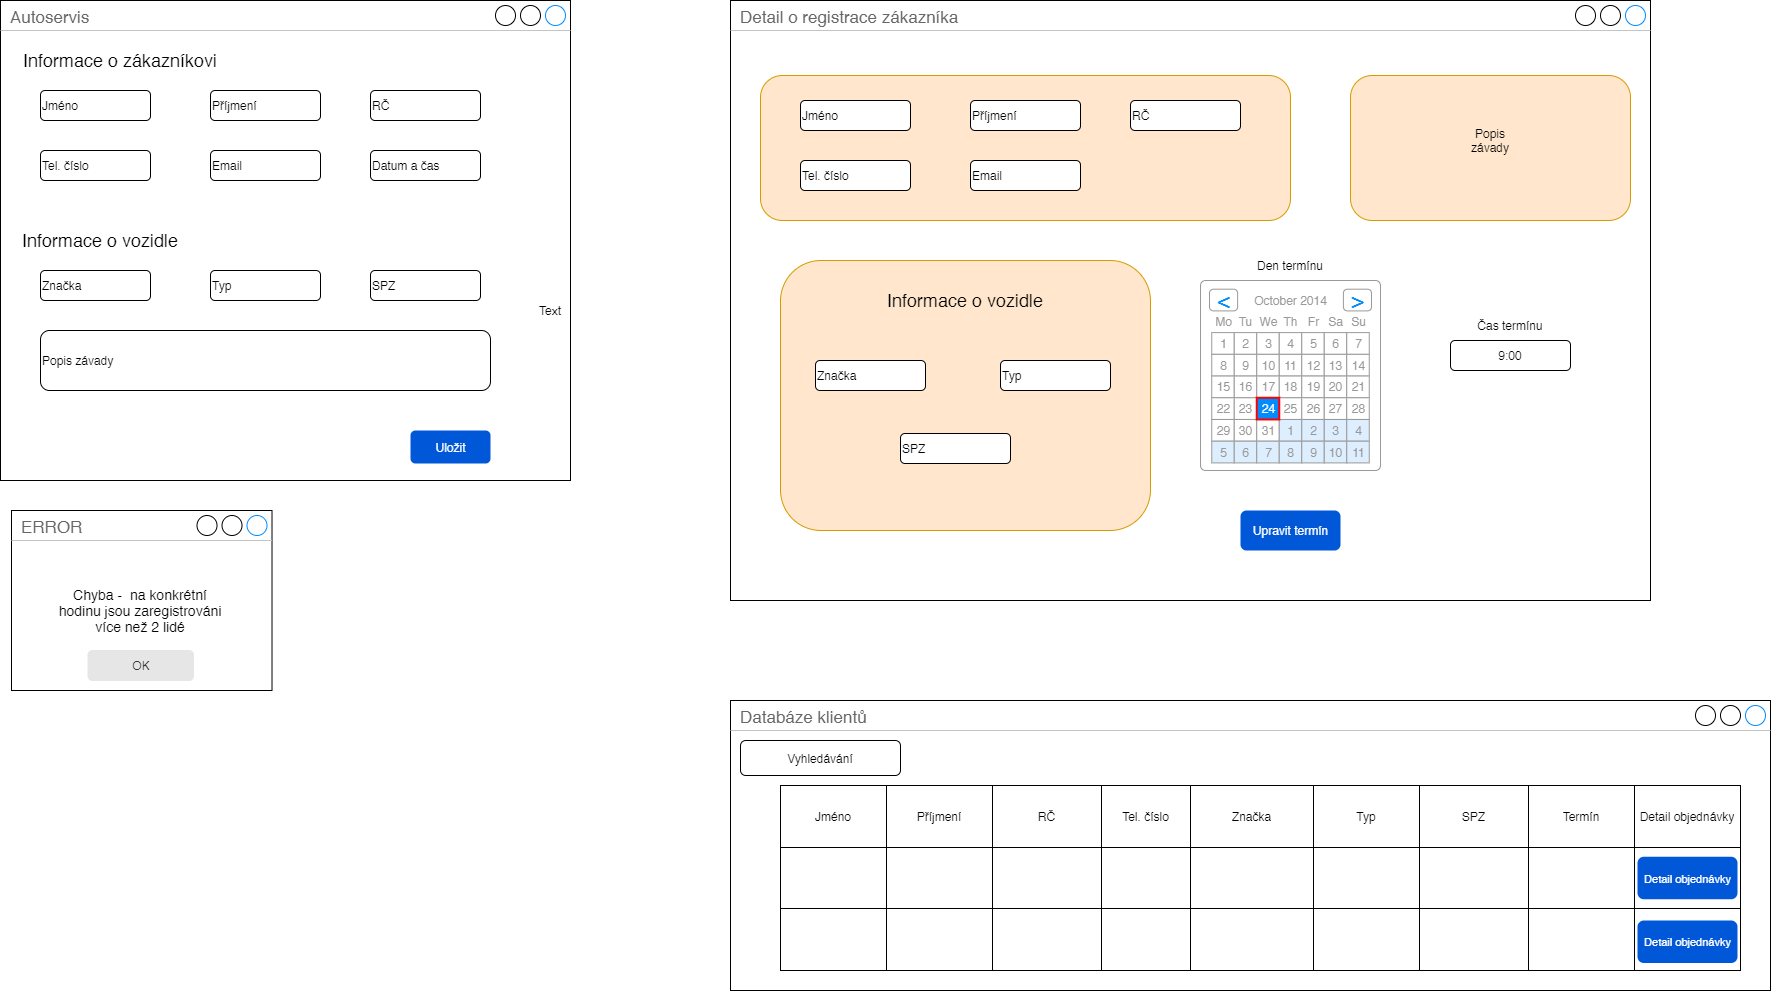 Autoservis
Informace o zákazníkovi
Jméno Příjmení RČ
Tel. číslo Email Datum a čas
Informace o vozidle
Značka Typ SPZ
Text
Popis závady
Uložit
ERROR
Chyba - na konkrétní
hodinu jsou zaregistrováni
více než 2 lidé
OK
Detail o registrace zákazníka
Jméno Příjmení RČ
Tel. číslo Email
Popis
závady
Informace o vozidle
Značka Typ
SPZ
Den termínu
< October 2014 >
Mo Tu We Th Fr Sa Su
1 2 3 4 5 6 7
8 9 10 11 12 13 14
15 16 17 18 19 20 21
22 23 24 25 26 27 28
29 30 31 1 2 3 4
5 6 7 8 9 10 11
Čas termínu
9:00
Upravit termín
Databáze klientů
Vyhledávání
Jméno Příjmení RČ Tel. číslo Značka Typ SPZ Termín Detail objednávky
Detail objednávky
Detail objednávky